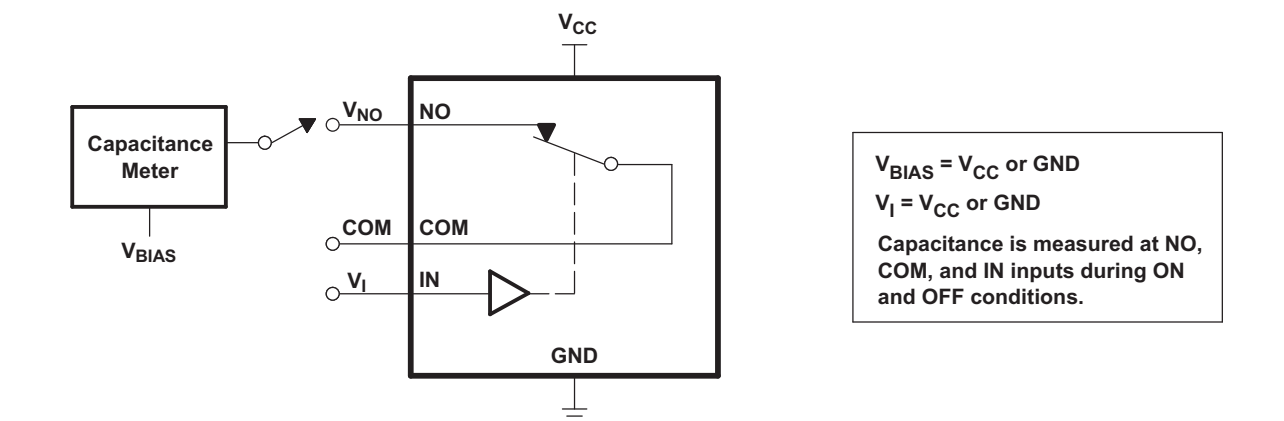 VCC
VNO
NO
Capacitance
Meter
VBIAS
COM
COM
VI
IN
GND
VBIAS = VCC or GND
VI = VCC or GND
Capacitance is measured at NO,
COM, and IN inputs during ON
and OFF conditions.